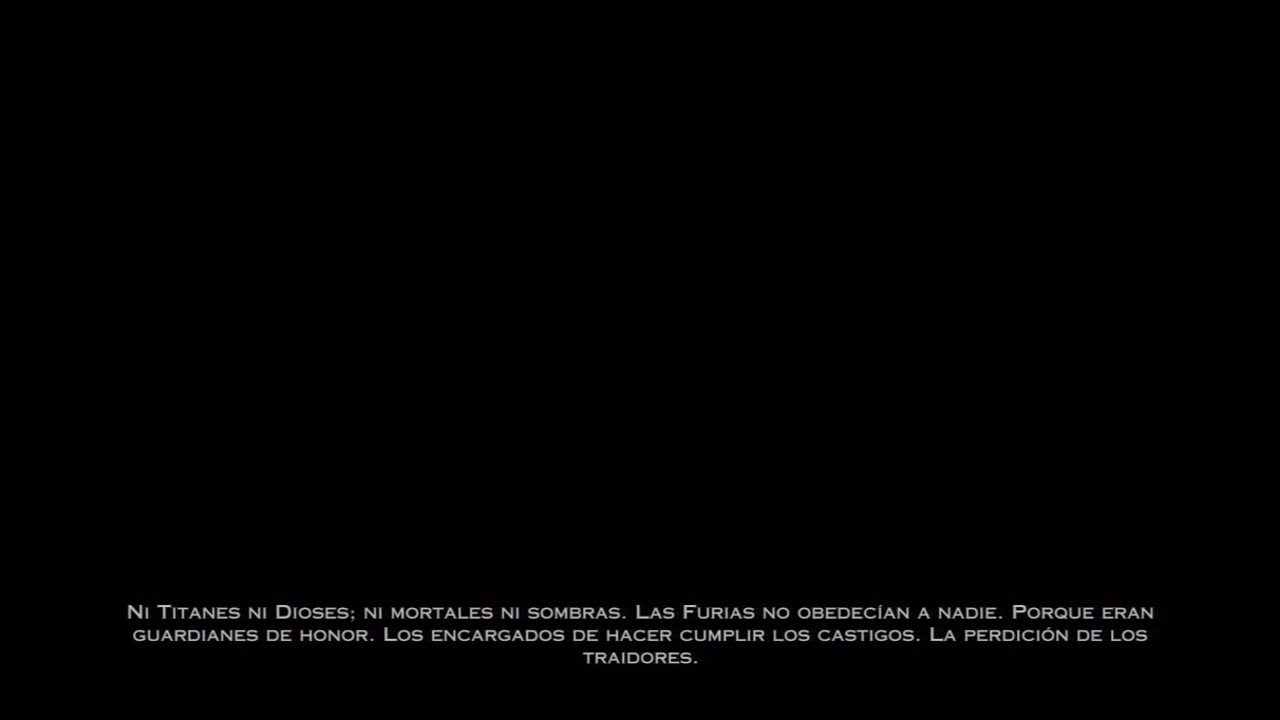 Ni Titanes ni Dioses; ni mortales ni sombras. Las Furias no obedecían a nadie. Porque eran
guardianes de honor. Los encargados de hacer cumplir los castigos. La perdición de los
traidores.